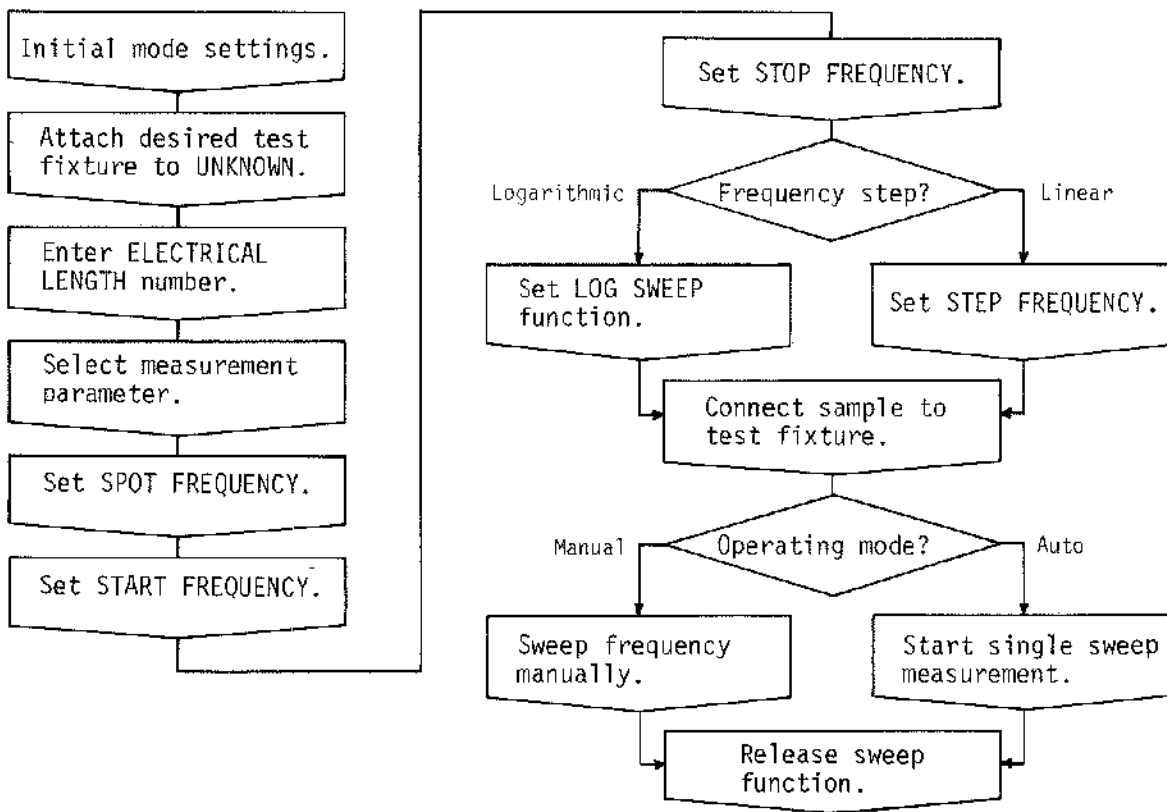 Initial mode settings.
Attach desired test
fixture to UNKNOWN.
Enter ELECTRICAL
LENGTH number.
Select measurement
parameter.
Set SPOT FREQUENCY.
Set START FREQUENCY.
Set STOP FREQUENCY.
Logarithmic
Frequency step?
Linear
Set LOG SWEEP
function.
Set STEP FREQUENCY.
Connect sample to
test fixture.
Manual
Operating mode?
Auto
Sweep frequency
manually.
Start single sweep
measurement.
Release sweep
function.